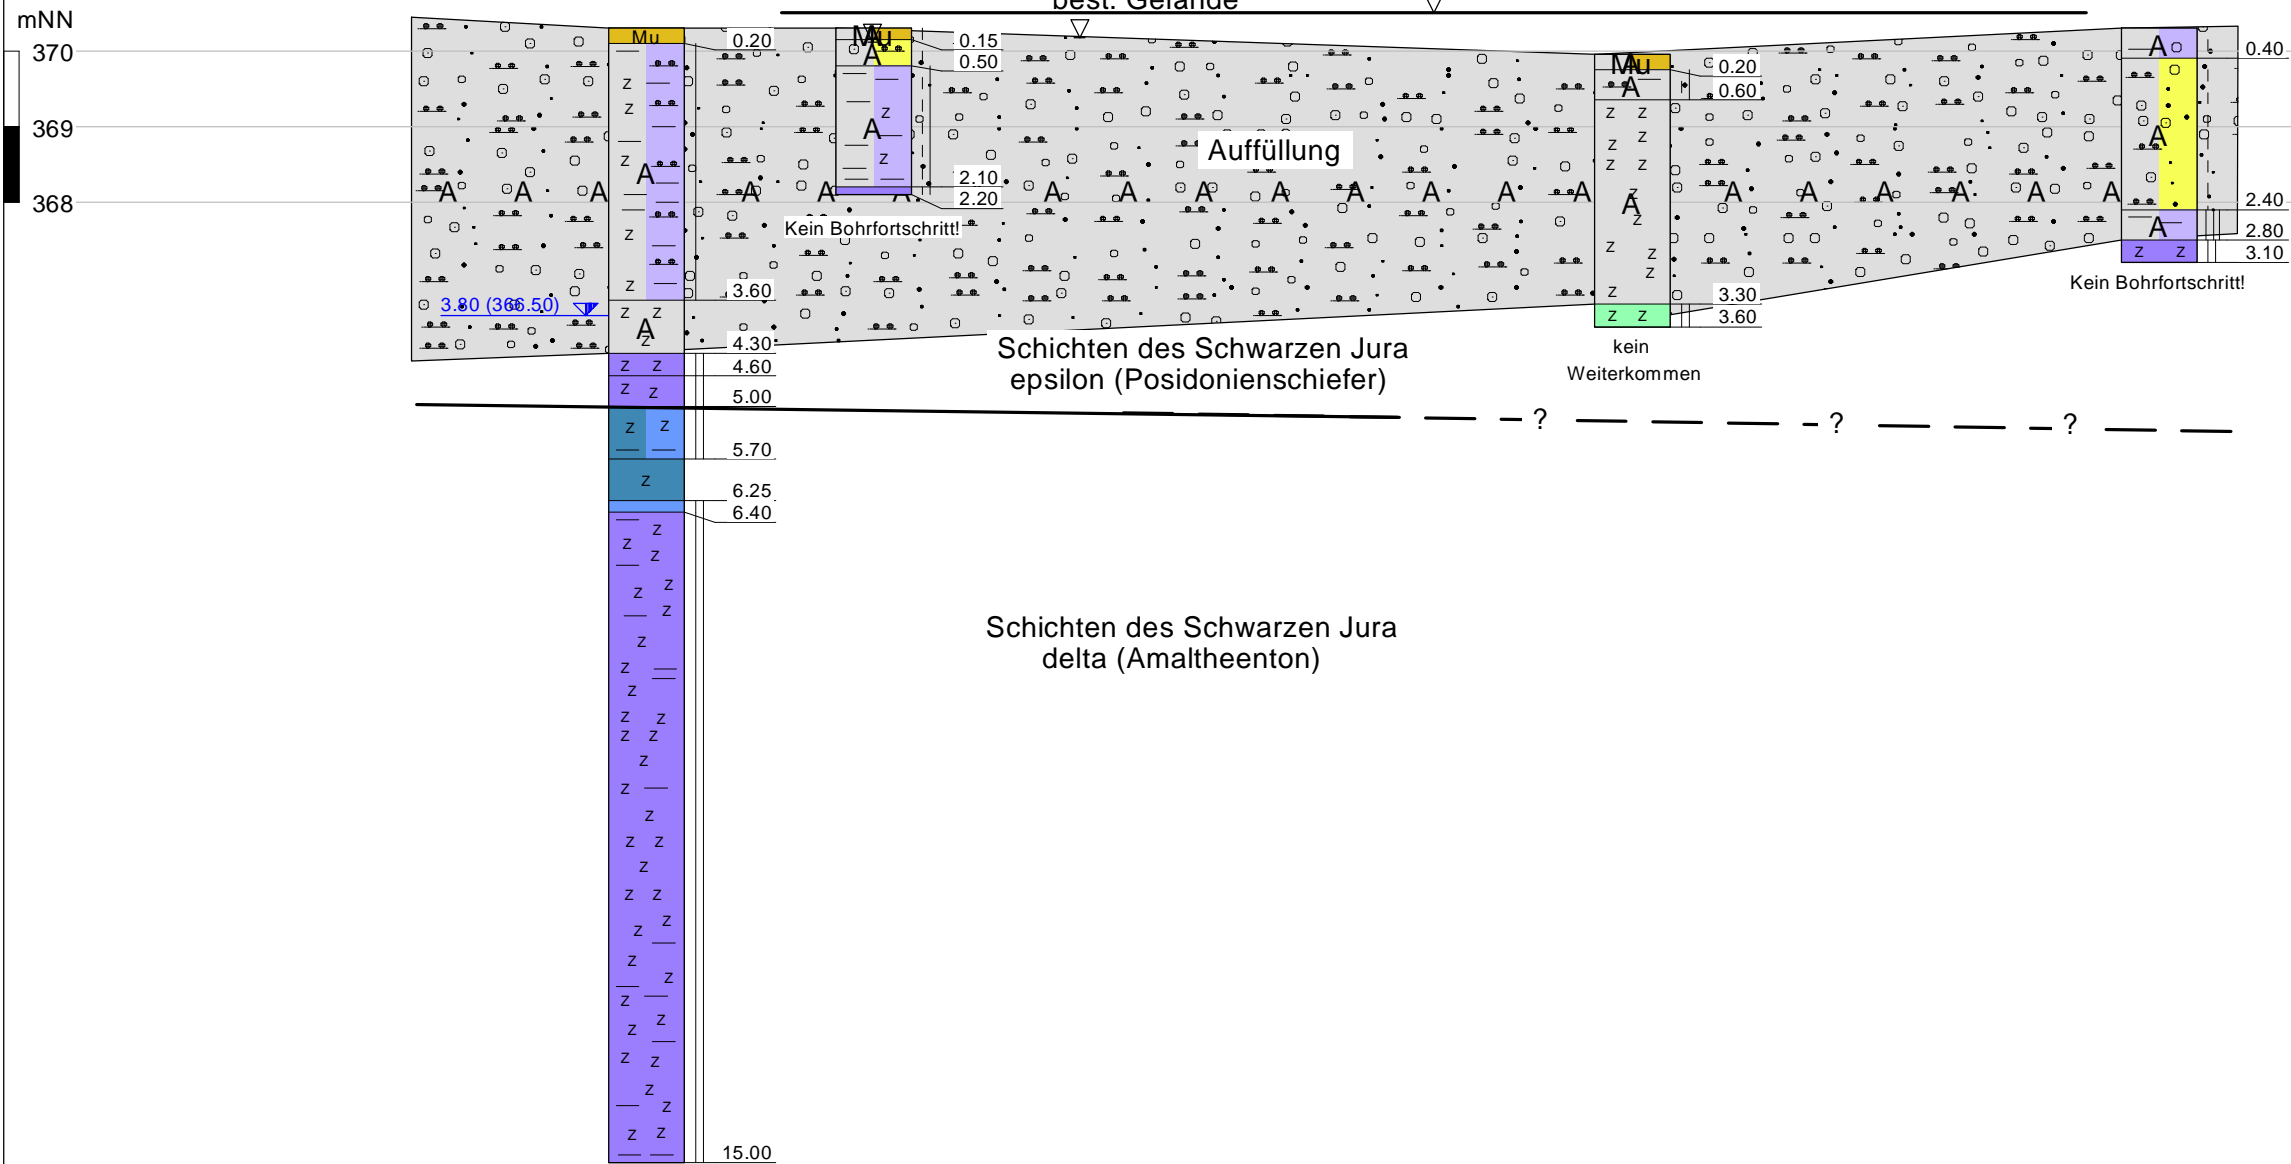 mNN
best. Gelände
370
369
368
Mu
0.20
A
3.60
3.80 (366.50)
A
4.30
4.60
5.00
5.70
6.25
6.40
15.00
Mu
A
0.15
0.50
A
2.10
2.20
Kein Bohrfortschritt!
Auffüllung
A A A A A A A A A A A A A A A A A A A A
Mu
A
0.20
0.60
A
3.30
3.60
kein
Weiterkommen
A
0.40
A
2.40
A
2.80
3.10
Kein Bohrfortschritt!
Schichten des Schwarzen Jura
epsilon (Posidonienschiefer)
? ? ?
Schichten des Schwarzen Jura
delta (Amaltheenton)